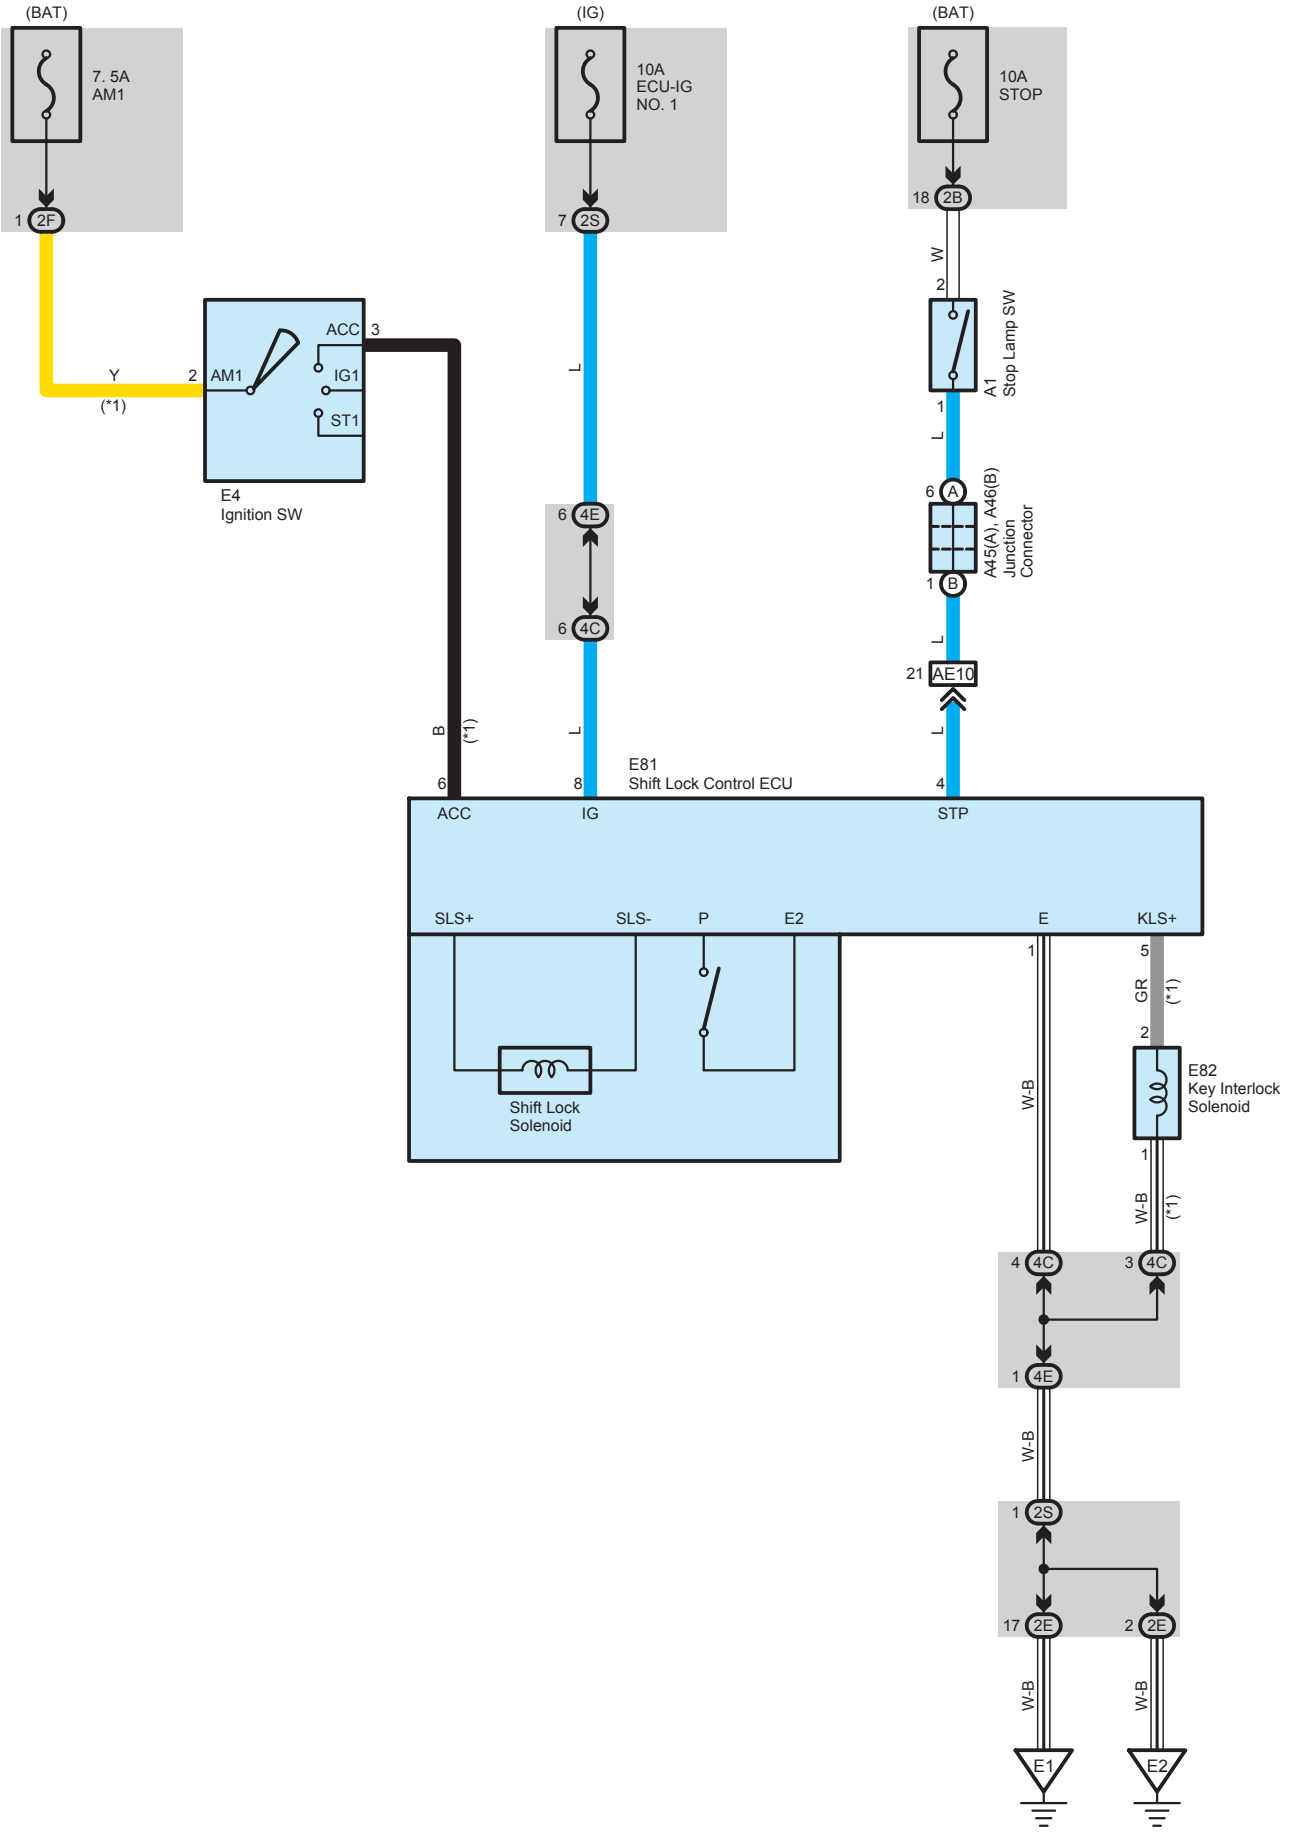 (BAT)
(IG)
(BAT)
7. 5A
AM1
10A
ECU-IG
NO. 1
10A
STOP
1
2F
7
2S
18
2B
W
2
A1
Stop Lamp SW
ACC
3
Y
(*1)
2
AM1
IG1
ST1
L
1
L
E4
Ignition SW
6
4E
6
A
A45(A), A46(B)
Junction
Connector
1
B
6
4C
L
21
AE10
B
(*1)
L
L
E81
Shift Lock Control ECU
6
8
4
ACC
IG
STP
SLS+
SLS-
P
E2
E
KLS+
1
5
GR
(*1)
2
E82
Key Interlock
Solenoid
W-B
Shift Lock
Solenoid
1
W-B
(*1)
4
4C
3
4C
1
4E
W-B
1
2S
17
2E
2
2E
W-B
W-B
E1
E2